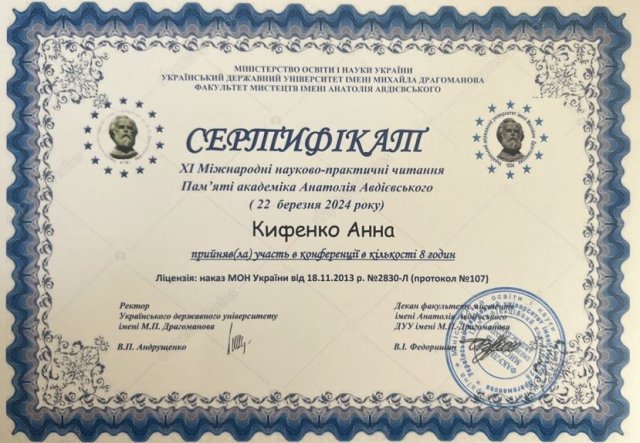 МІНІСТЕРСТВО ОСВІТИ І НАУКИ УКРАЇНИ
УКРАЇНСЬКИЙ ДЕРЖАВНИЙ УНІВЕРСИТЕТ ІМЕНІ МИХАЙЛА ДРАГОМАНОВА
ФАКУЛЬТЕТ МИСТЕЦТВ ІМЕНІ АНАТОЛІЯ АВДІЄВСЬКОГО
СЕРТИФІКАТ
XI Міжнародні науково-практичні читання
Пам’яті академіка Анатолія Авдієвського
( 22 березня 2024 року)
Кифенко Анна
прийняв(ла) участь в конференції в кількості 8 годин
Ліцензія: наказ МОН України від 18.11.2013 р. №2830-Л (протокол №107)
Ректор
Українського державного університету
імені М.П. Драгоманова
В.П. Андрущенко
Декан факультету мистецтв
імені Анатолія Авдієвського
ДУУ імені М.П. Драгоманова
В.І. Федоришин